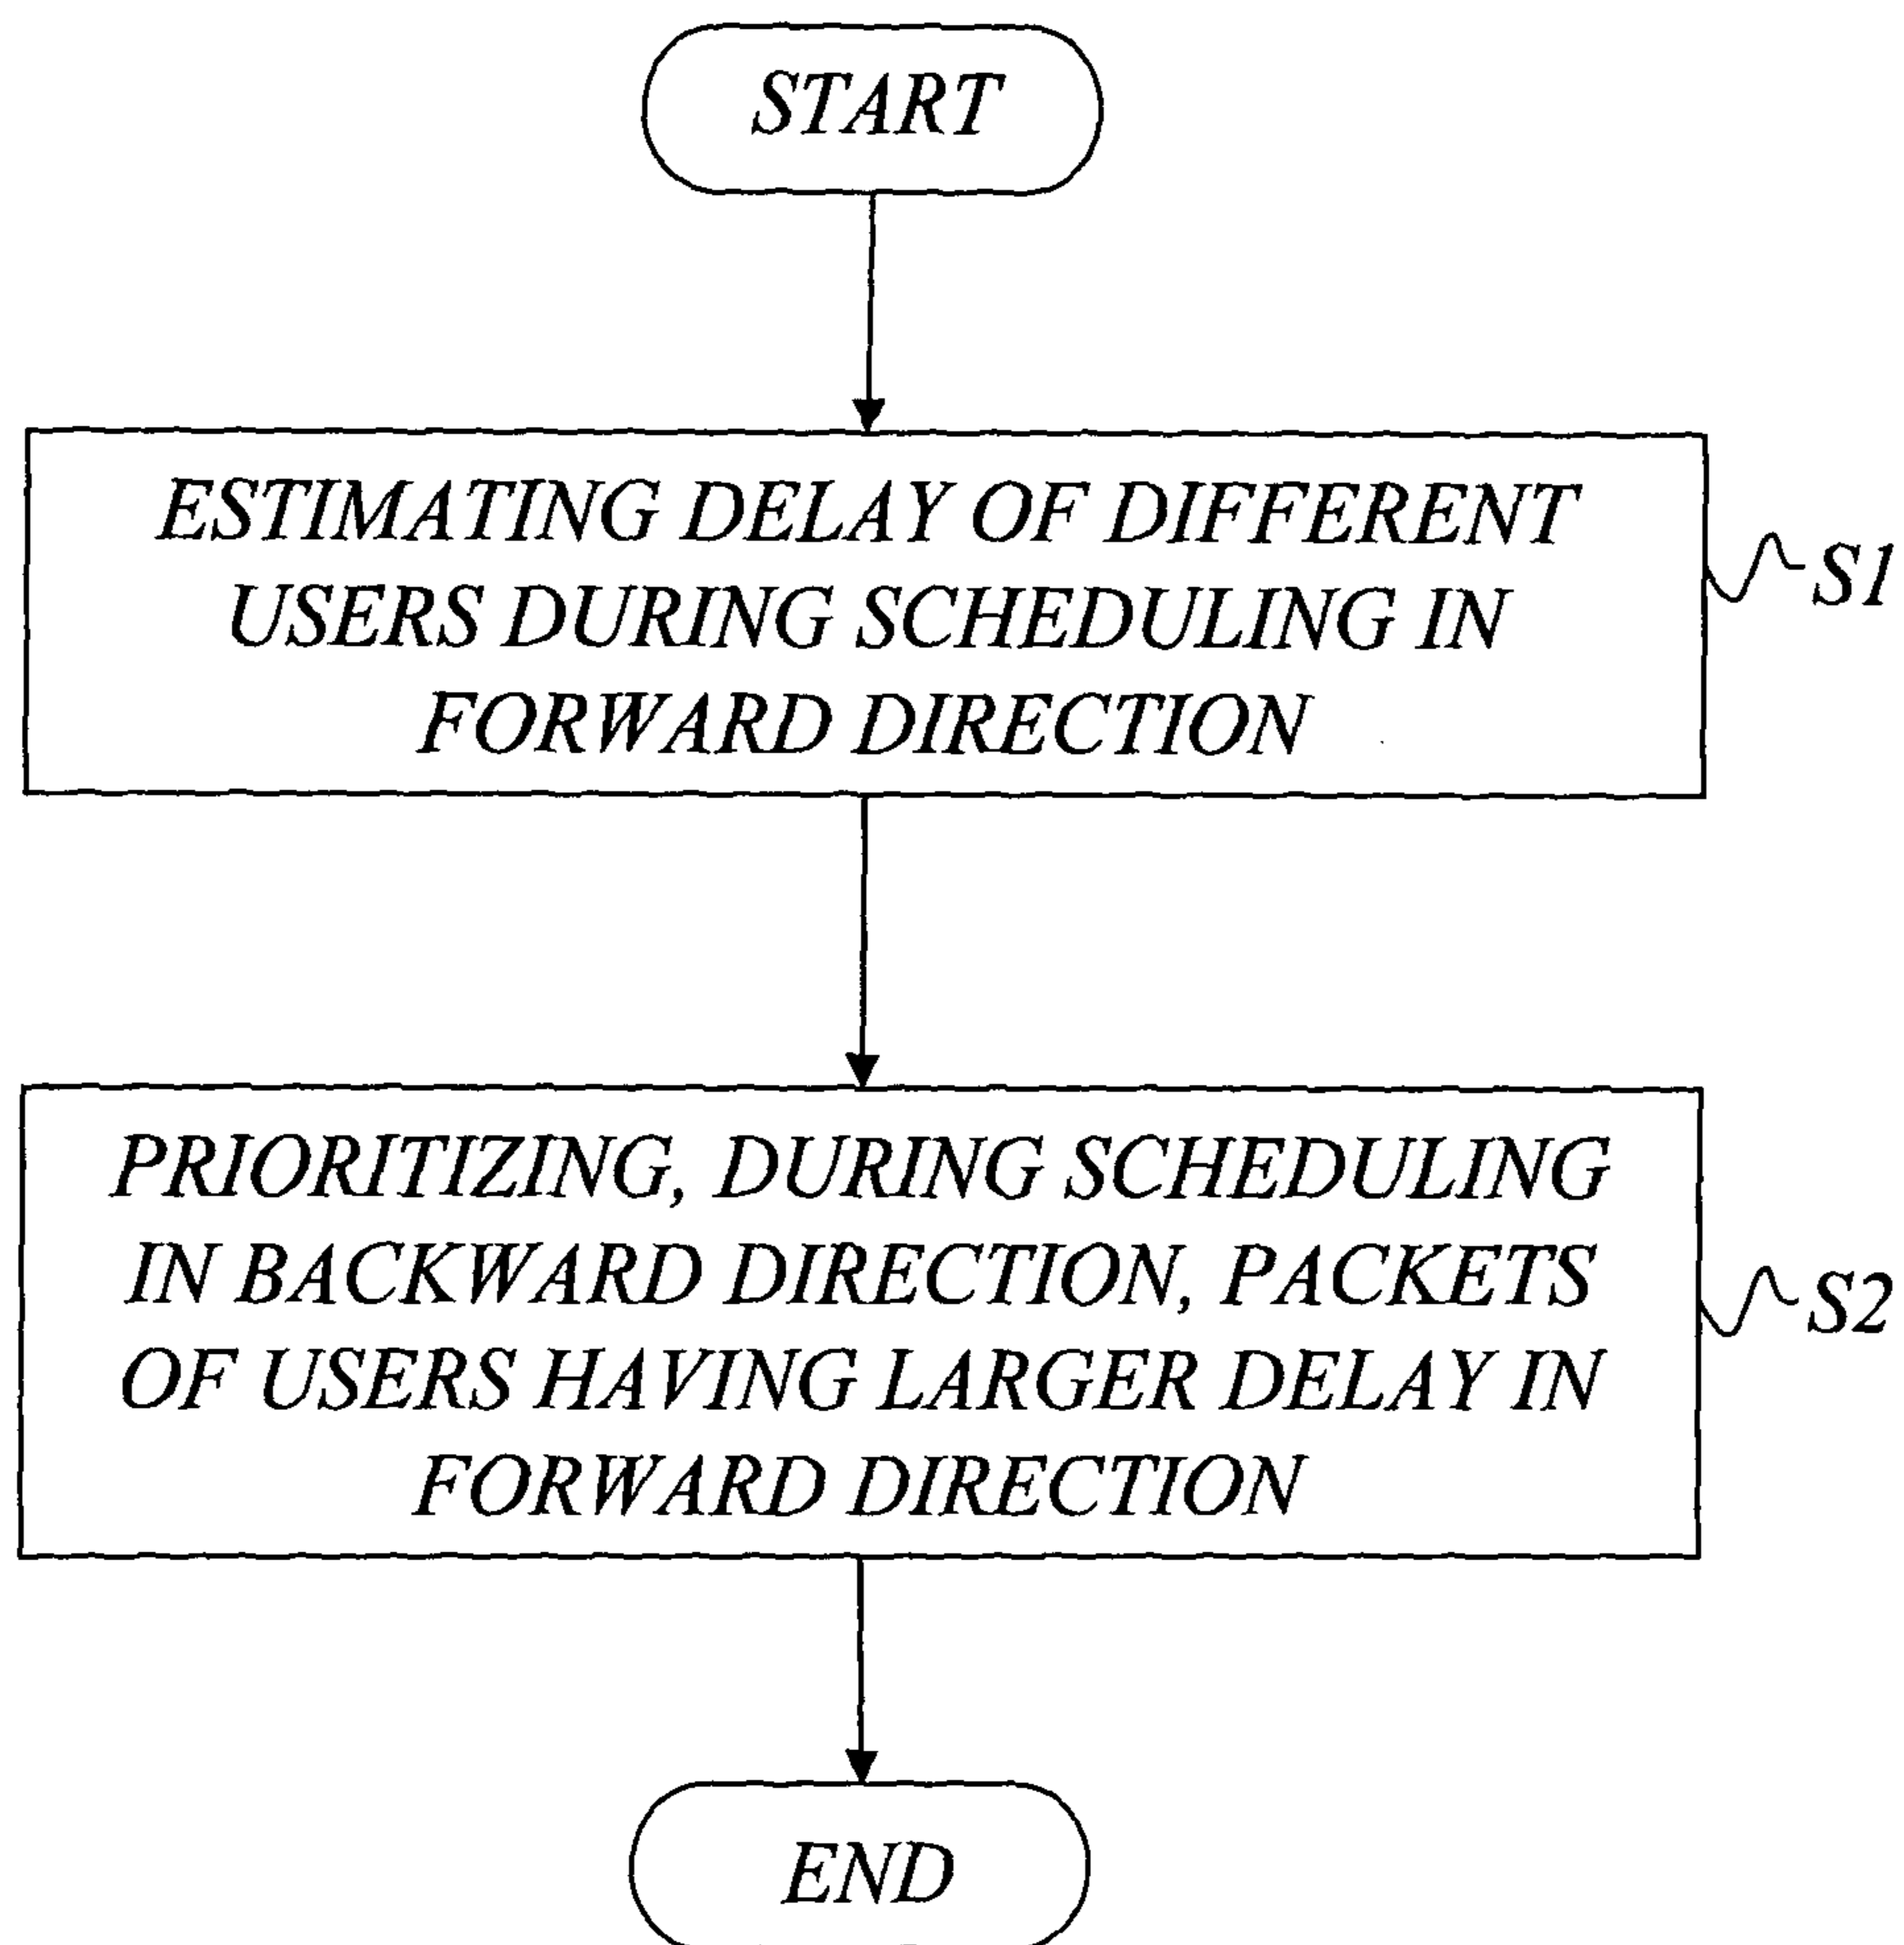 START
ESTIMATING DELAY OF DIFFERENT
USERS DURING SCHEDULING IN
FORWARD DIRECTION
S1
PRIORITIZING, DURING SCHEDULING
IN BACKWARD DIRECTION, PACKETS
OF USERS HAVING LARGER DELAY IN
FORWARD DIRECTION
S2
END